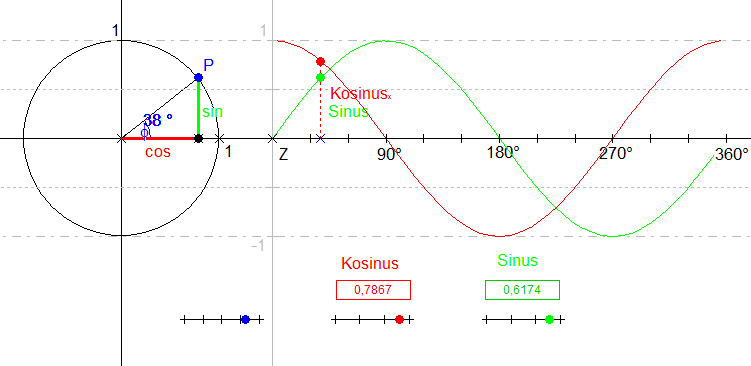 1
1
P
38 °
φ
sin
cos
1
Kosinus
x
Sinus
Z
90°
180°
270°
360°
-1
Kosinus
Sinus
0,7867
0,6174